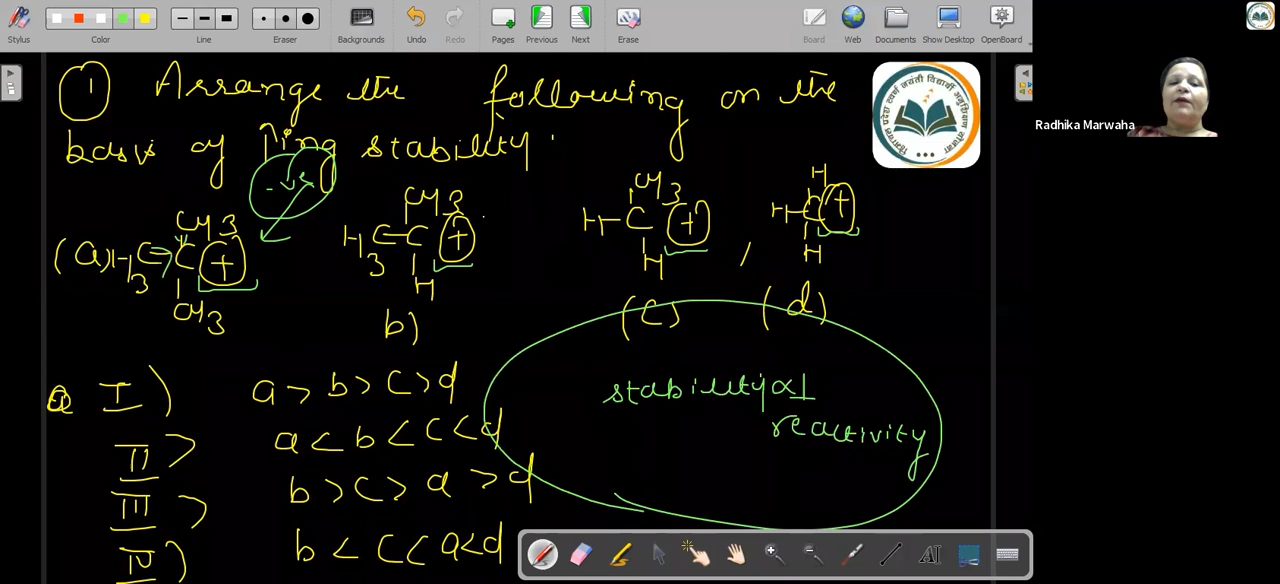 Stylus
Color
Line
Eraser
Backgrounds
Undo
Redo
Pages
Previous
Next
Erase
Board
Web
Documents
Show Desktop
OpenBoard
1 Arrange the following on the
basis of ↑ing stability.
-ve
CH3
(a) H3C C +
CH3
CH3
H3C-C +
H
b)
CH3
H-C +
H
(c)
,
H
H-C +
H
(d)
I) a > b > c > d
II> a < b < c < d
III> b > c > a > d
IV) b < c < a < d
stability α 1
reactivity
Radhika Marwaha